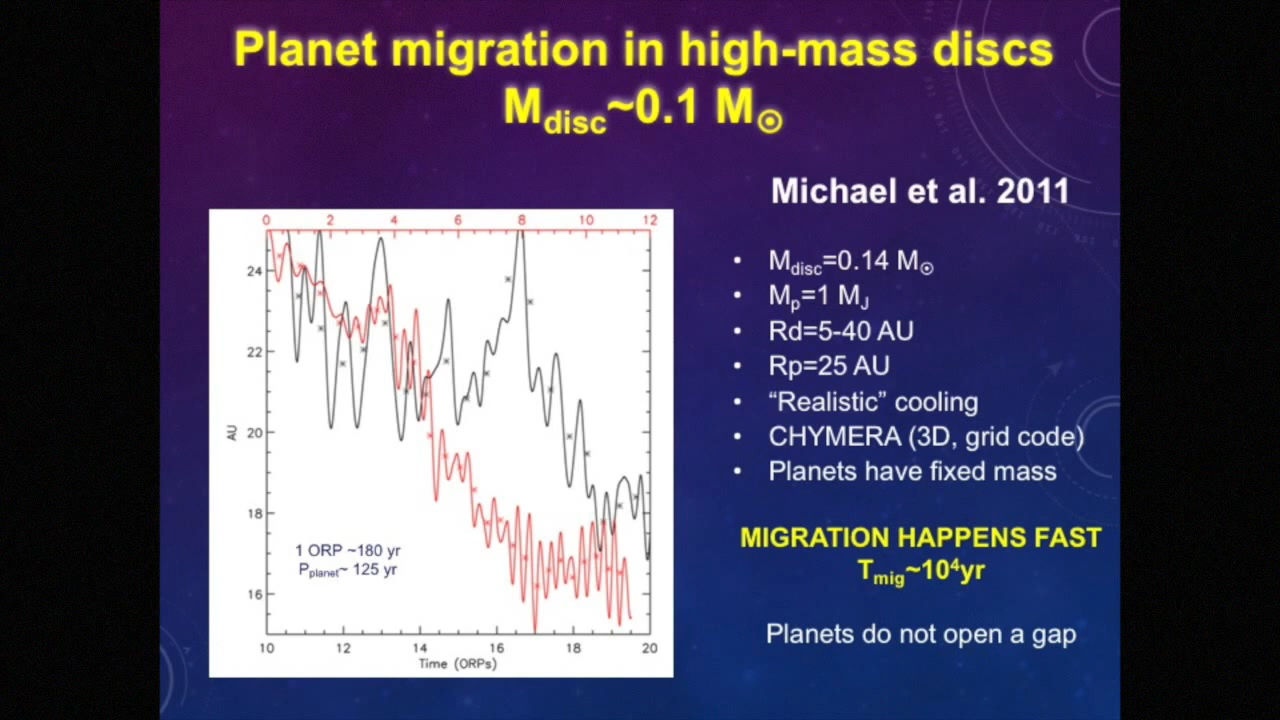 Planet migration in high-mass discs
Mdisc~0.1 M☉
Michael et al. 2011
• Mdisc=0.14 M☉
• Mp=1 MJ
• Rd=5-40 AU
• Rp=25 AU
• “Realistic” cooling
• CHYMERA (3D, grid code)
• Planets have fixed mass
MIGRATION HAPPENS FAST
Tmig~10⁴yr
Planets do not open a gap
0 2 4 6 8 10 12
24
22
20
18
16
AU
1 ORP ~180 yr
Pplanet~ 125 yr
10 12 14 16 18 20
Time (ORPs)